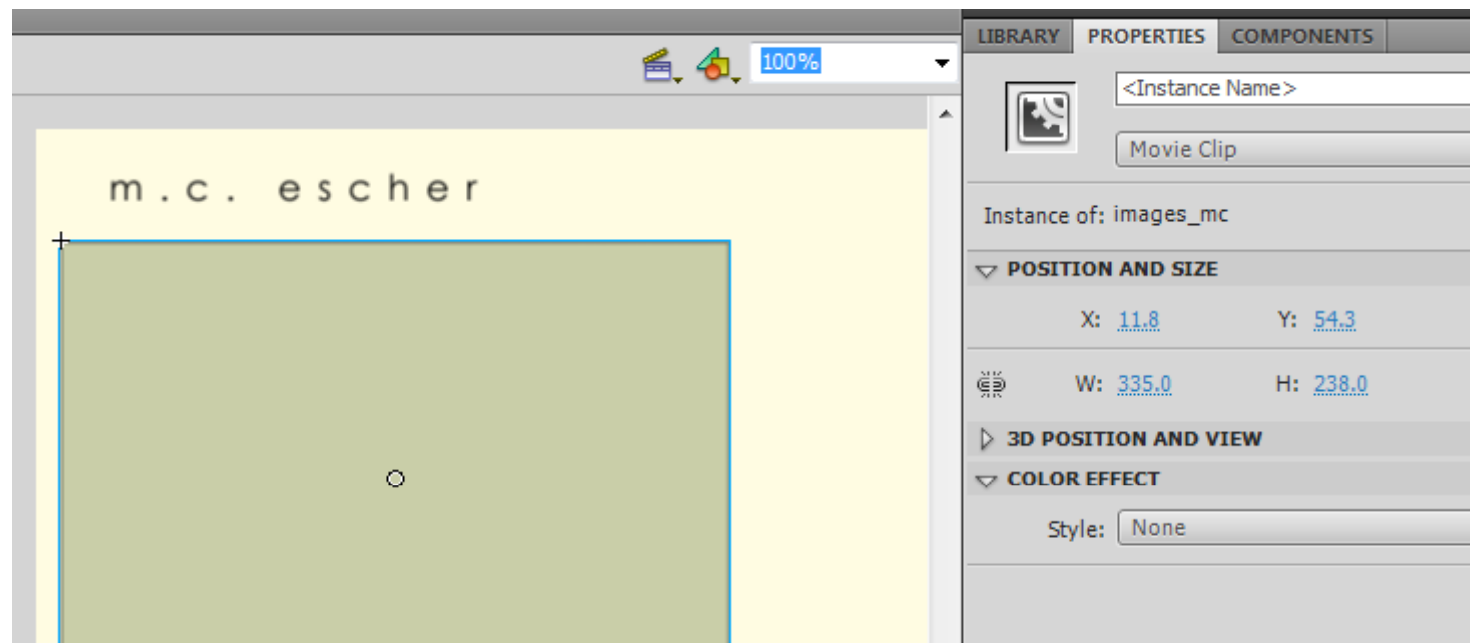 LIBRARY PROPERTIES COMPONENTS
100%
<Instance Name>
Movie Clip
m.c. escher
Instance of: images_mc
POSITION AND SIZE
X: 11.8 Y: 54.3
W: 335.0 H: 238.0
3D POSITION AND VIEW
COLOR EFFECT
Style: None